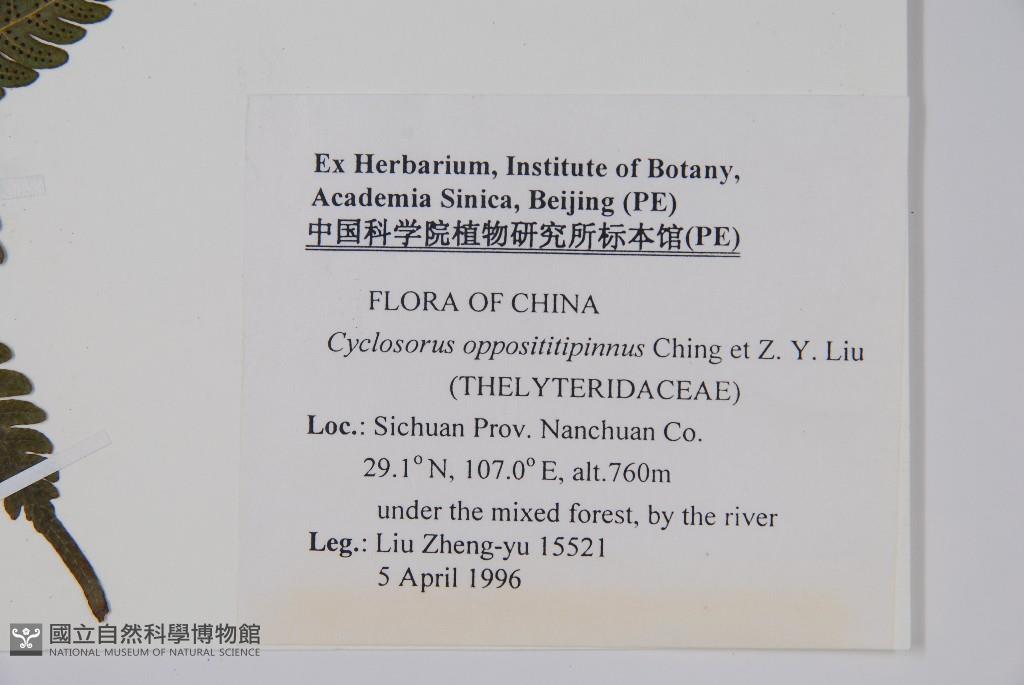 Ex Herbarium, Institute of Botany,
Academia Sinica, Beijing (PE)
中国科学院植物研究所标本馆(PE)
FLORA OF CHINA
Cyclosorus opposititipinnus Ching et Z. Y. Liu
(THELYTERIDACEAE)
Loc.: Sichuan Prov. Nanchuan Co.
29.1° N, 107.0° E, alt.760m
under the mixed forest, by the river
Leg.: Liu Zheng-yu 15521
5 April 1996
國立自然科學博物館
NATIONAL MUSEUM OF NATURAL SCIENCE